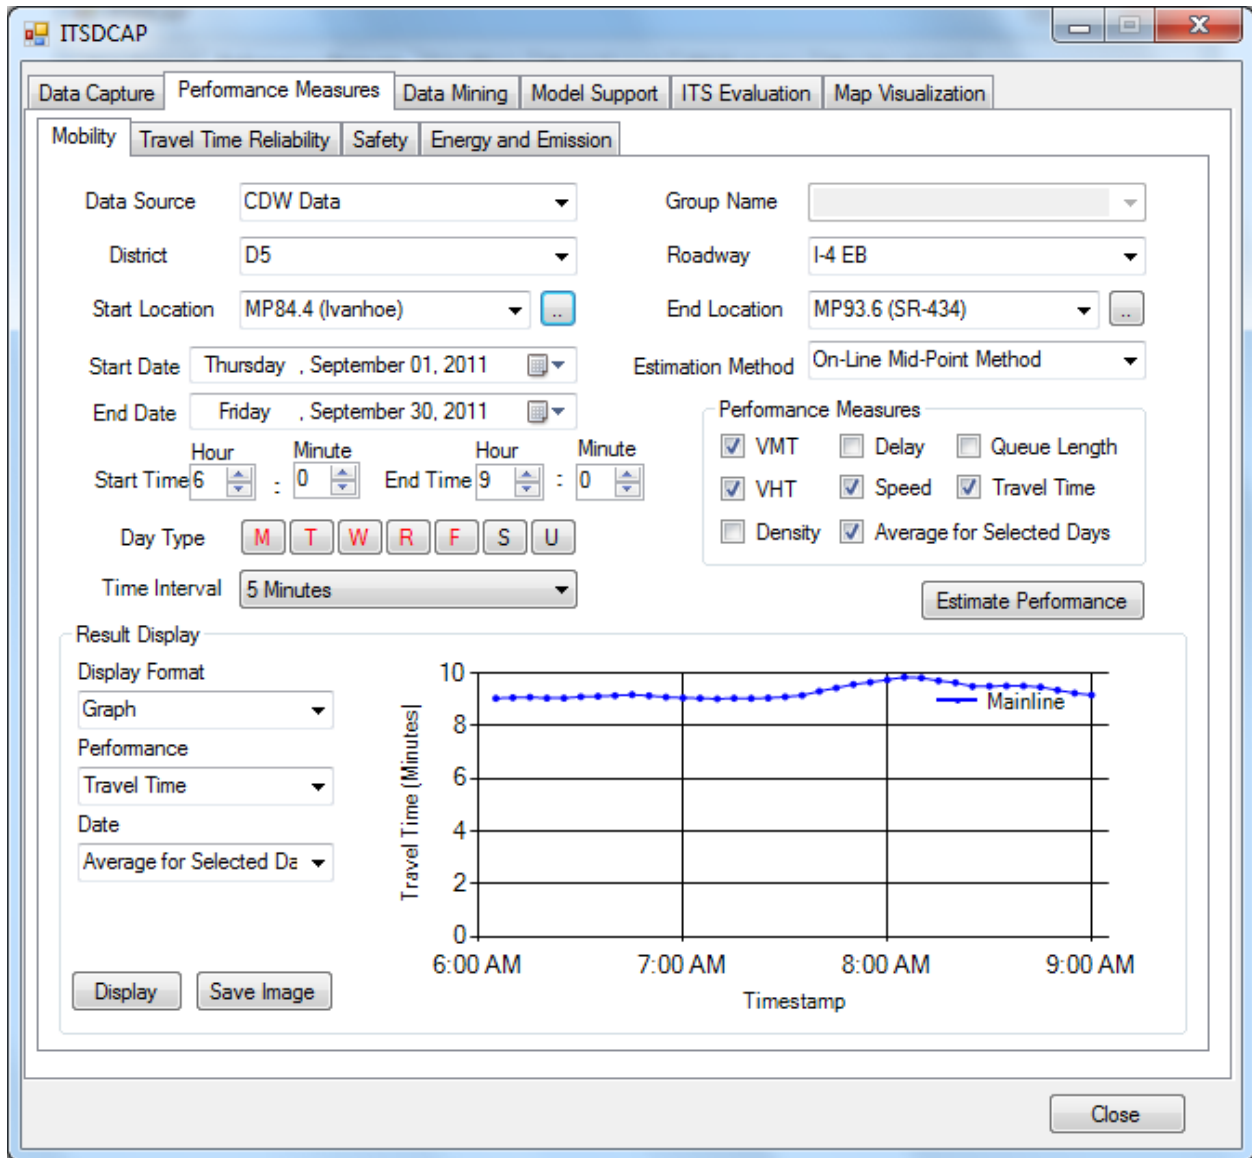 ITSDCAP
Data Capture Performance Measures Data Mining Model Support ITS Evaluation Map Visualization
Mobility Travel Time Reliability Safety Energy and Emission
Data Source CDW Data Group Name
District D5 Roadway I-4 EB
Start Location MP84.4 (Ivanhoe) .. End Location MP93.6 (SR-434) ..
Start Date Thursday , September 01, 2011 Estimation Method On-Line Mid-Point Method
End Date Friday , September 30, 2011 Performance Measures
VMT Delay Queue Length
Hour Minute Hour Minute
Start Time 6 : 0 End Time 9 : 0 VHT Speed Travel Time
Day Type M T W R F S U Density Average for Selected Days
Time Interval 5 Minutes
Estimate Performance
Result Display
Display Format
Graph
Performance
Travel Time
Date
Average for Selected Da
Display Save Image
Travel Time (Minutes)
10
8
6
4
2
0
Mainline
6:00 AM 7:00 AM 8:00 AM 9:00 AM
Timestamp
Close